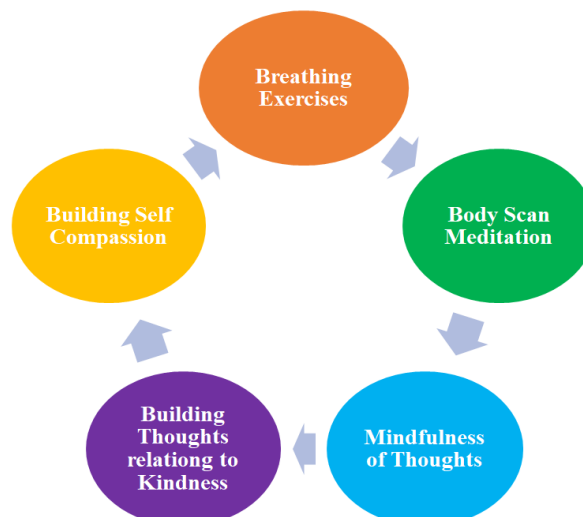 Breathing
Exercises
Body Scan
Meditation
Mindfulness
of Thoughts
Building
Thoughts
relationg to
Kindness
Building Self
Compassion